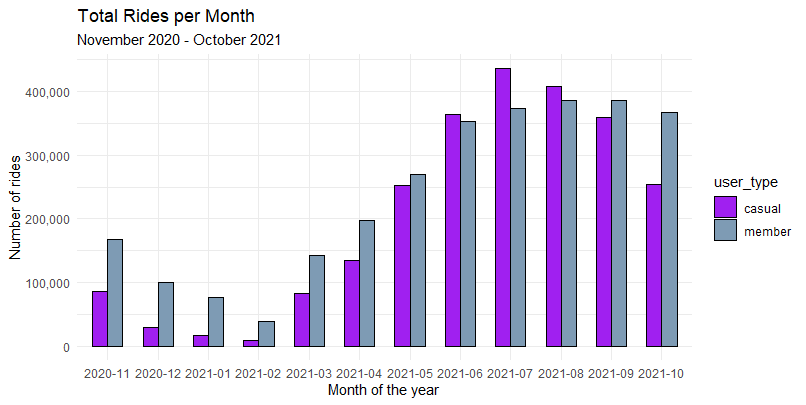 Total Rides per Month
November 2020 - October 2021
Number of rides
400,000
300,000
200,000
100,000
0
2020-11 2020-12 2021-01 2021-02 2021-03 2021-04 2021-05 2021-06 2021-07 2021-08 2021-09 2021-10
Month of the year
user_type
casual
member